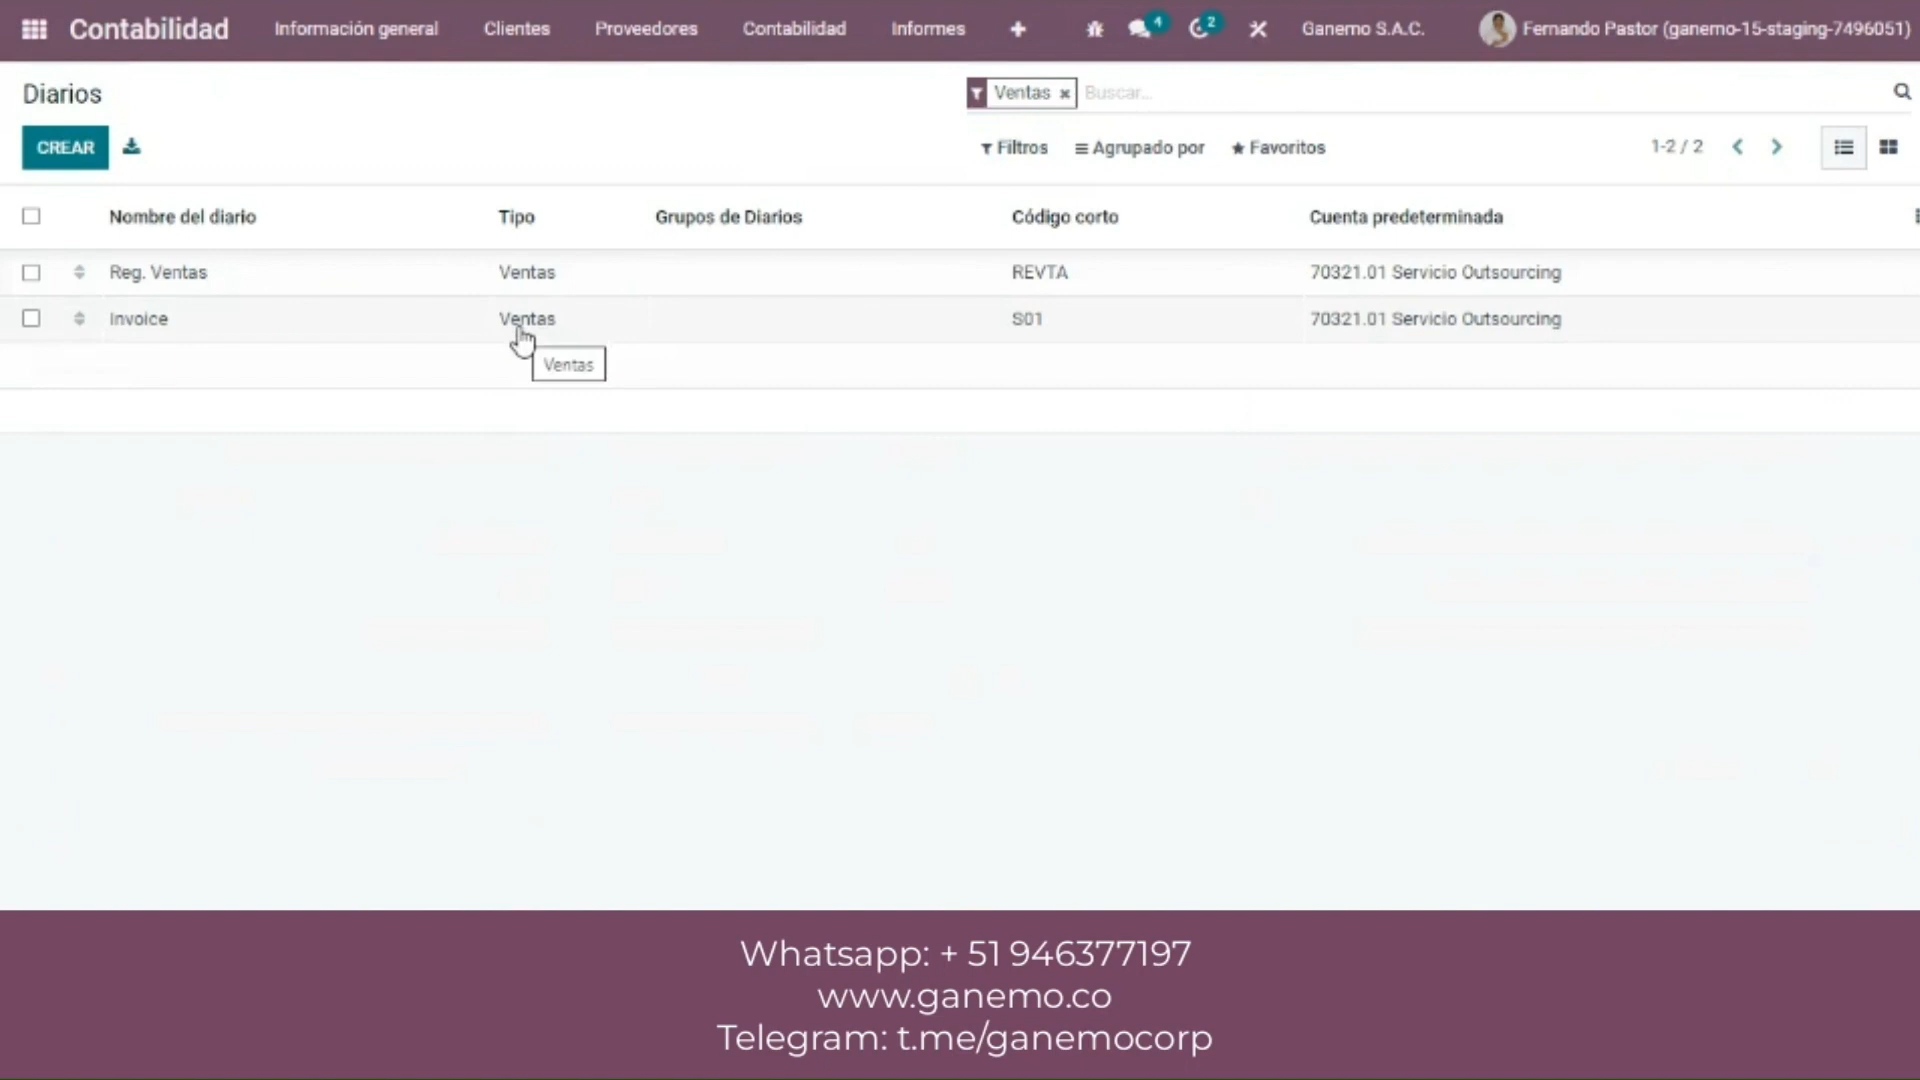 Contabilidad Información general Clientes Proveedores Contabilidad Informes 4 2 Ganemo S.A.C. Fernando Pastor (ganemo-15-staging-7496051)
Diarios
Ventas × Buscar...
CREAR
Filtros Agrupado por Favoritos 1-2 / 2
Nombre del diario Tipo Grupos de Diarios Código corto Cuenta predeterminada
Reg. Ventas Ventas REVTA 70321.01 Servicio Outsourcing
Invoice Ventas S01 70321.01 Servicio Outsourcing
Ventas
Whatsapp: + 51 946377197
www.ganemo.co
Telegram: t.me/ganemocorp